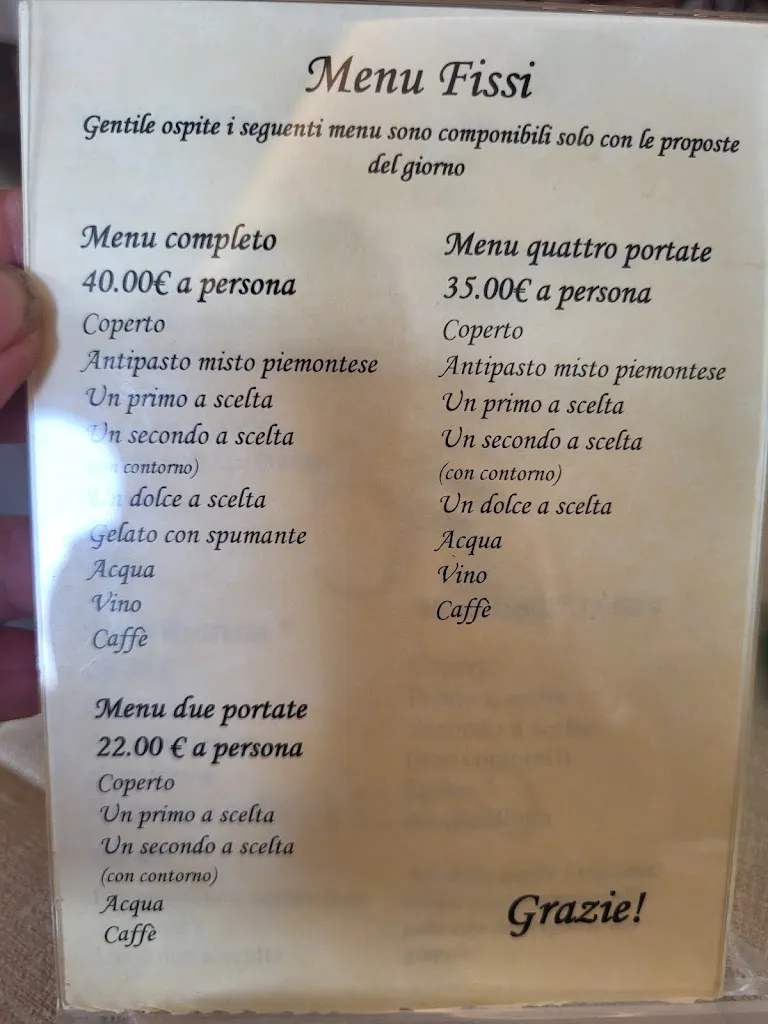 Menu Fissi
Gentile ospite i seguenti menu sono componibili solo con le proposte
del giorno
Menu completo
40.00€ a persona
Coperto
Antipasto misto piemontese
Un primo a scelta
Un secondo a scelta
(con contorno)
Un dolce a scelta
Gelato con spumante
Acqua
Vino
Caffè
Menu quattro portate
35.00€ a persona
Coperto
Antipasto misto piemontese
Un primo a scelta
Un secondo a scelta
(con contorno)
Un dolce a scelta
Acqua
Vino
Caffè
Menu due portate
22.00 € a persona
Coperto
Un primo a scelta
Un secondo a scelta
(con contorno)
Acqua
Caffè
Grazie!